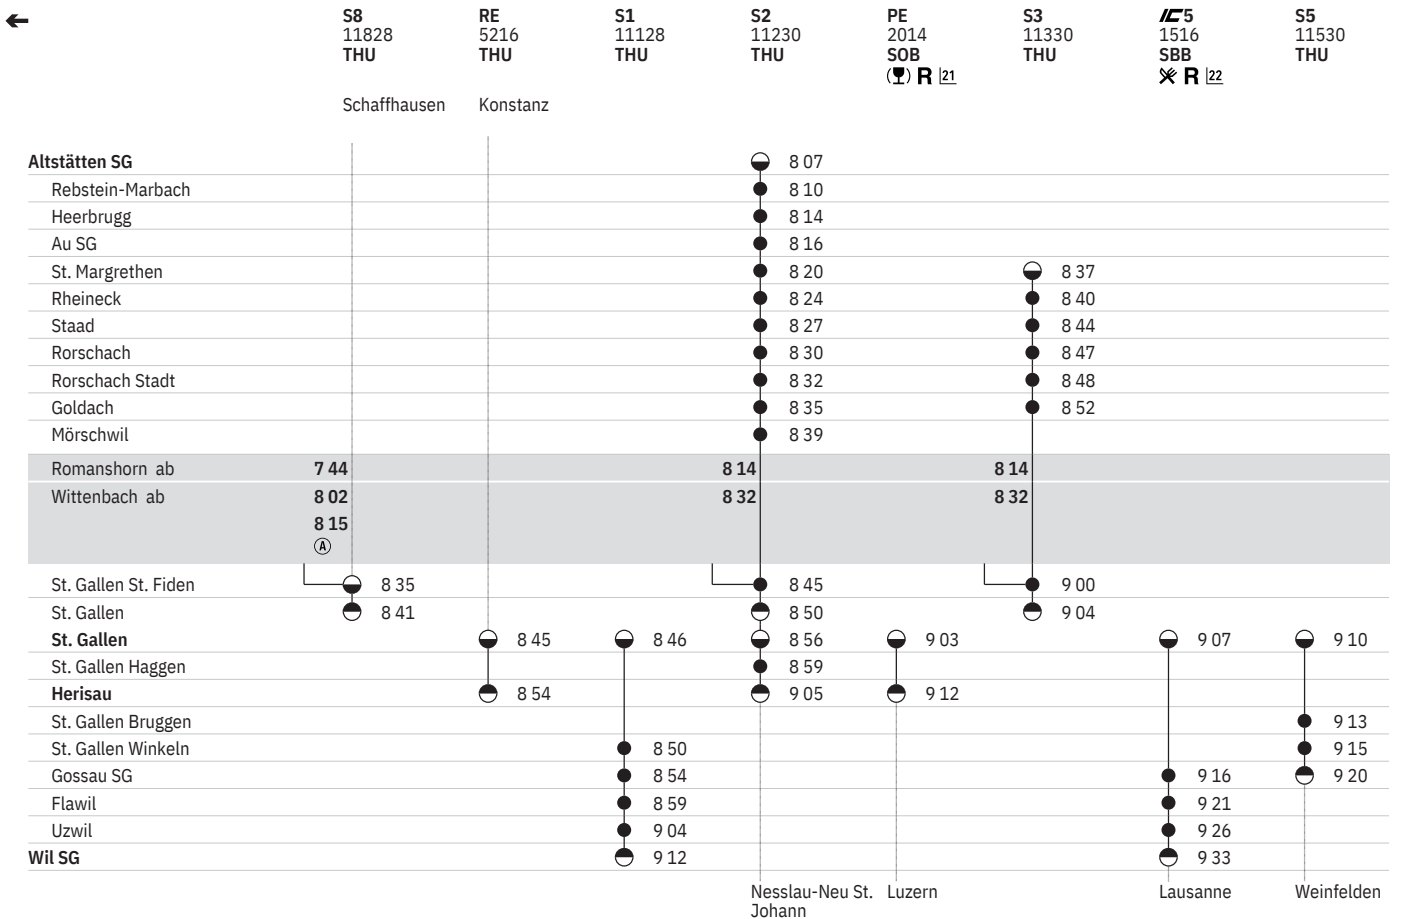 S8 RE S1 S2 PE S3 IC5 S5
11828 5216 11128 11230 2014 11330 1516 11530
THU THU THU THU SOB THU SBB THU
R 21 R 22
Schaffhausen Konstanz
Altstätten SG 8 07
Rebstein-Marbach 8 10
Heerbrugg 8 14
Au SG 8 16
St. Margrethen 8 20 8 37
Rheineck 8 24 8 40
Staad 8 27 8 44
Rorschach 8 30 8 47
Rorschach Stadt 8 32 8 48
Goldach 8 35 8 52
Mörschwil 8 39
Romanshorn ab 7 44 8 14 8 14
Wittenbach ab 8 02 8 32 8 32
8 15
A
St. Gallen St. Fiden 8 35 8 45 9 00
St. Gallen 8 41 8 50 9 04
St. Gallen 8 45 8 46 8 56 9 03 9 07 9 10
St. Gallen Haggen 8 59
Herisau 8 54 9 05 9 12
St. Gallen Bruggen 9 13
St. Gallen Winkeln 8 50 9 15
Gossau SG 8 54 9 16 9 20
Flawil 8 59 9 21
Uzwil 9 04 9 26
Wil SG 9 12 9 33
Nesslau-Neu St. Luzern Lausanne Weinfelden
Johann